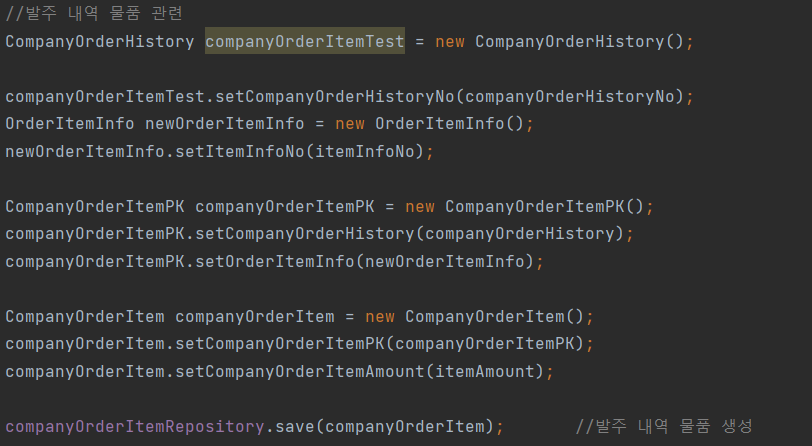 //발주 내역 물품 관련
CompanyOrderHistory companyOrderItemTest = new CompanyOrderHistory();
companyOrderItemTest.setCompanyOrderHistoryNo(companyOrderHistoryNo);
OrderItemInfo newOrderItemInfo = new OrderItemInfo();
newOrderItemInfo.setItemInfoNo(itemInfoNo);
CompanyOrderItemPK companyOrderItemPK = new CompanyOrderItemPK();
companyOrderItemPK.setCompanyOrderHistory(companyOrderHistory);
companyOrderItemPK.setOrderItemInfo(newOrderItemInfo);
CompanyOrderItem companyOrderItem = new CompanyOrderItem();
companyOrderItem.setCompanyOrderItemPK(companyOrderItemPK);
companyOrderItem.setCompanyOrderItemAmount(itemAmount);
companyOrderItemRepository.save(companyOrderItem); //발주 내역 물품 생성